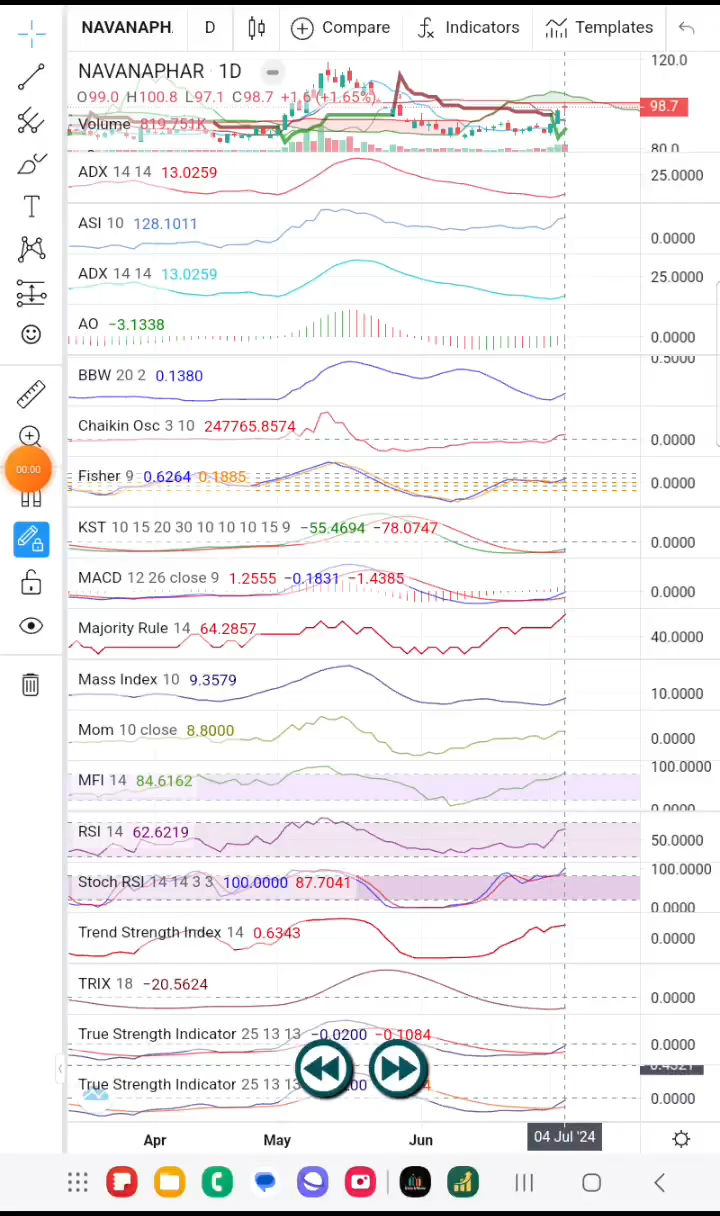 NAVANAPH. D Compare Indicators Templates
NAVANAPHAR 1D
120.0
O99.0 H100.8 L97.1 C98.7 +1.6 (+1.65%)
98.7
Volume 819.751K
80.0
ADX 14 14 13.0259
25.0000
ASI 10 128.1011
0.0000
ADX 14 14 13.0259
25.0000
AO −3.1338
0.0000
0.5000
BBW 20 2 0.1380
Chaikin Osc 3 10 247765.8574
0.0000
00:00
Fisher 9 0.6264 0.1885
0.0000
KST 10 15 20 30 10 10 10 15 9 −55.4694 −78.0747
0.0000
MACD 12 26 close 9 1.2555 −0.1831 −1.4385
0.0000
Majority Rule 14 64.2857
40.0000
Mass Index 10 9.3579
10.0000
Mom 10 close 8.8000
0.0000
100.0000
MFI 14 84.6162
0.0000
RSI 14 62.6219
50.0000
100.0000
Stoch RSI 14 14 3 3 100.0000 87.7041
0.0000
Trend Strength Index 14 0.6343
0.0000
TRIX 18 −20.5624
0.0000
True Strength Indicator 25 13 13 −0.0200 −0.1084
0.0000
True Strength Indicator 25 13 13
0.0000
Apr May Jun 04 Jul '24